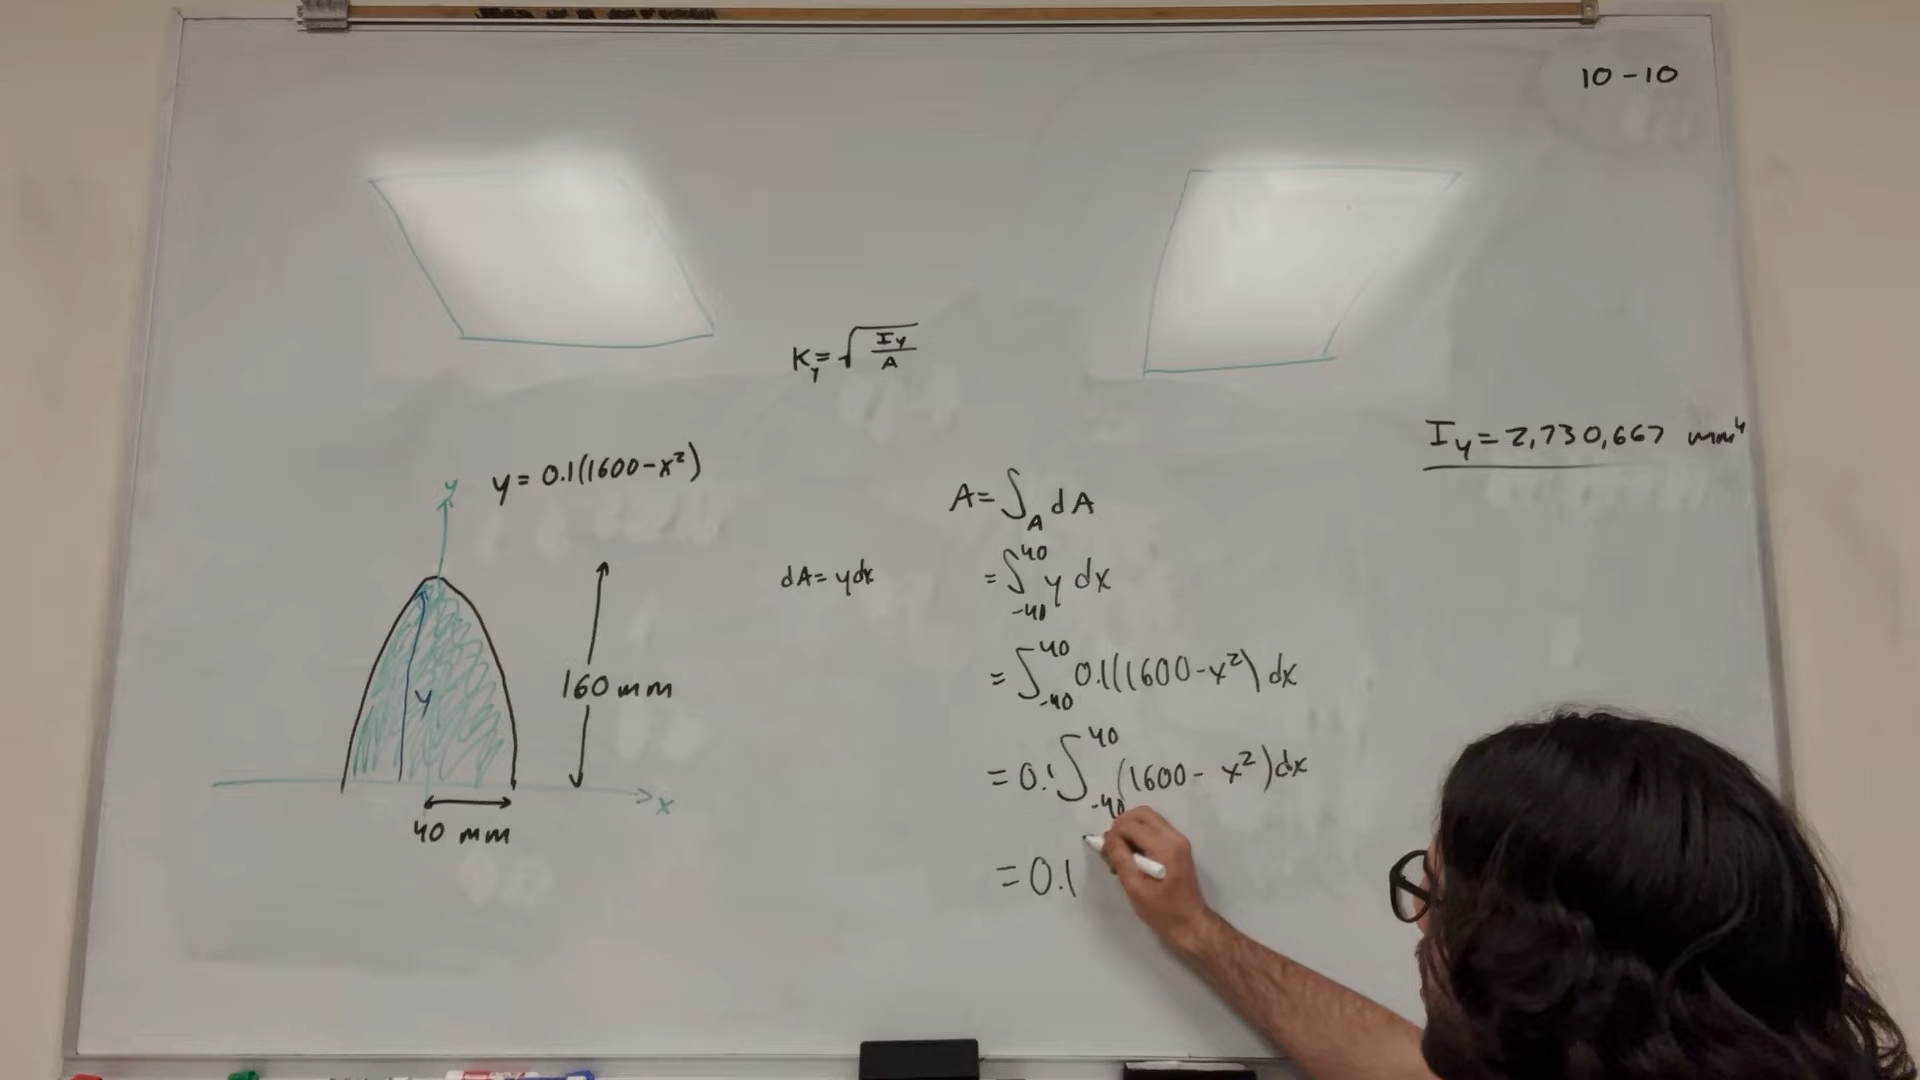 10-10
K_y = √(I_y/A)
I_y = 2,730,667 mm⁴
y = 0.1(1600-x²)
y
A = ∫_A dA
dA = ydx
= ∫_{-40}^{40} y dx
160 mm
y
= ∫_{-40}^{40} 0.1((1600-x²) dx
= 0.1 ∫_{-40}^{40} (1600- x²)dx
x
40 mm
= 0.1